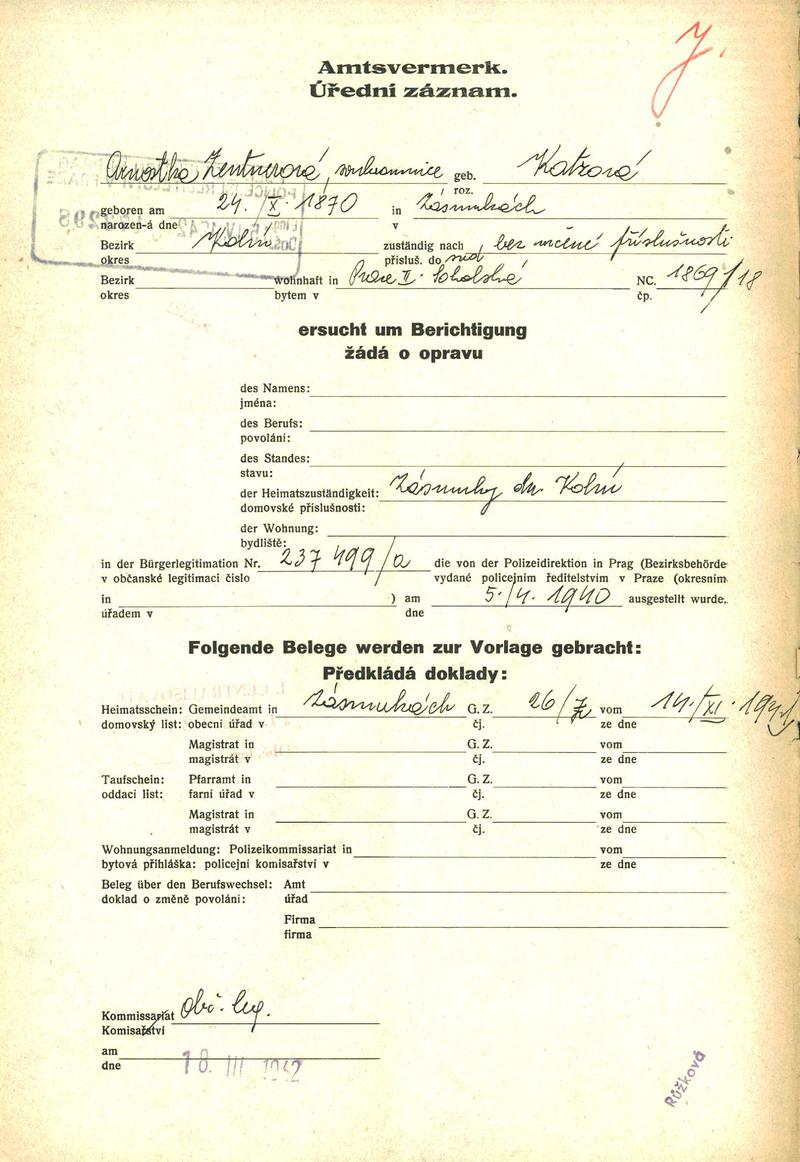 J.
Amtsvermerk.
Úřední záznam.
Arnoštka Zentnerová, soukromnice geb. Katzová
roz.
geboren am 24./X. 1870 in Zásmukách
narozen-á dne v
Bezirk Kolín zuständig nach bez určené příslušnosti
okres přísluš. do
Bezirk wohnhaft in Praze II. Sokolská NC. 1869/18
okres bytem v čp.
ersucht um Berichtigung
žádá o opravu
des Namens:
jména:
des Berufs:
povolání:
des Standes:
stavu:
der Heimatszuständigkeit: Zásmuky Kolín
domovské příslušnosti:
der Wohnung:
bydliště:
in der Bürgerlegitimation Nr. 237 499/a die von der Polizeidirektion in Prag (Bezirksbehörde
v občanské legitimaci číslo vydané policejním ředitelstvím v Praze (okresním
in ) am 5./4. 1940 ausgestellt wurde.
úřadem v dne
Folgende Belege werden zur Vorlage gebracht:
Předkládá doklady:
Heimatsschein: Gemeindeamt in Zásmukách G. Z. 26/ vom 14./XI. 1941
domovský list: obecní úřad v čj. ze dne
Magistrat in G. Z. vom
magistrát v čj. ze dne
Taufschein: Pfarramt in G. Z. vom
oddací list: farní úřad v čj. ze dne
Magistrat in G. Z. vom
magistrát v čj. ze dne
Wohnungsanmeldung: Polizeikommissariat in vom
bytová přihláška: policejní komisařství v ze dne
Beleg über den Berufswechsel: Amt
doklad o změně povolání: úřad
Firma
firma
Kommissariat Obč. leg.
Komisařství
am
dne 18. III 1942
Růžková